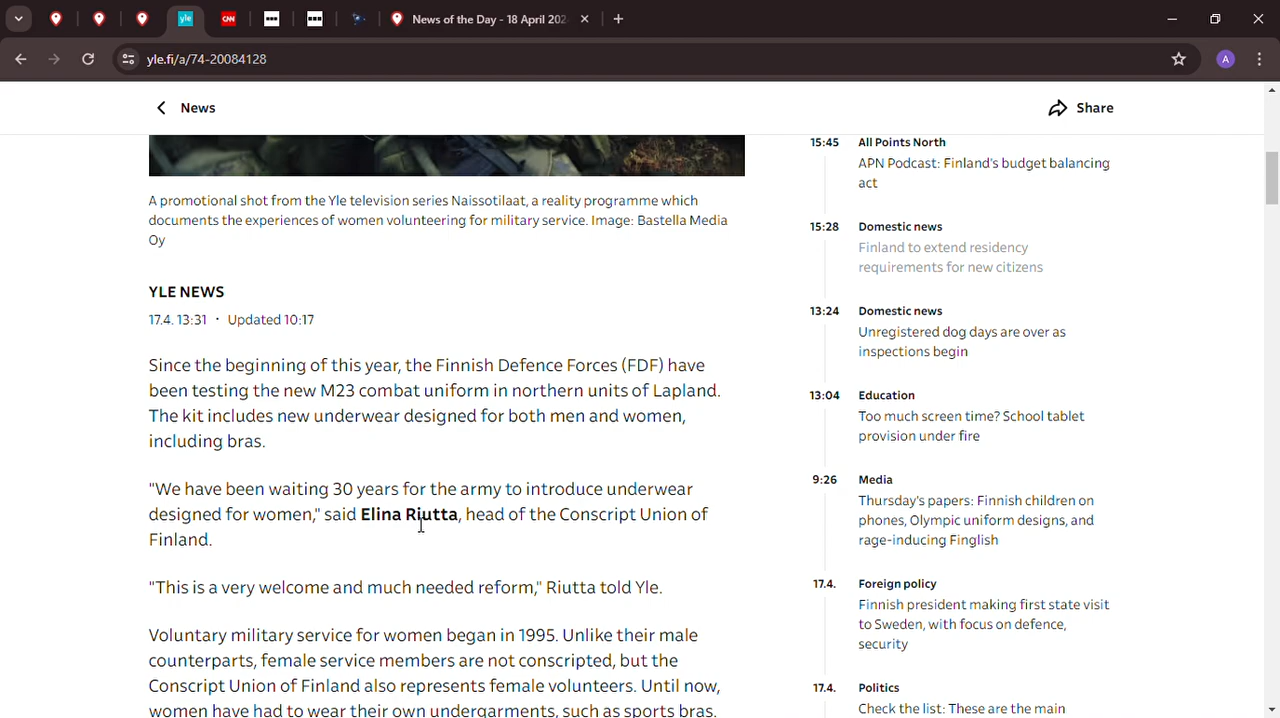 yle
CNN
News of the Day - 18 April 202
yle.fi/a/74-20084128
A
News
Share
A promotional shot from the Yle television series Naissotilaat, a reality programme which
documents the experiences of women volunteering for military service. Image: Bastella Media
Oy
YLE NEWS
17.4. 13:31 · Updated 10:17
Since the beginning of this year, the Finnish Defence Forces (FDF) have
been testing the new M23 combat uniform in northern units of Lapland.
The kit includes new underwear designed for both men and women,
including bras.
"We have been waiting 30 years for the army to introduce underwear
designed for women," said Elina Riutta, head of the Conscript Union of
Finland.
"This is a very welcome and much needed reform," Riutta told Yle.
Voluntary military service for women began in 1995. Unlike their male
counterparts, female service members are not conscripted, but the
Conscript Union of Finland also represents female volunteers. Until now,
women have had to wear their own undergarments, such as sports bras.
15:45 All Points North
APN Podcast: Finland's budget balancing
act
15:28 Domestic news
Finland to extend residency
requirements for new citizens
13:24 Domestic news
Unregistered dog days are over as
inspections begin
13:04 Education
Too much screen time? School tablet
provision under fire
9:26 Media
Thursday's papers: Finnish children on
phones, Olympic uniform designs, and
rage-inducing Finglish
17.4. Foreign policy
Finnish president making first state visit
to Sweden, with focus on defence,
security
17.4. Politics
Check the list: These are the main